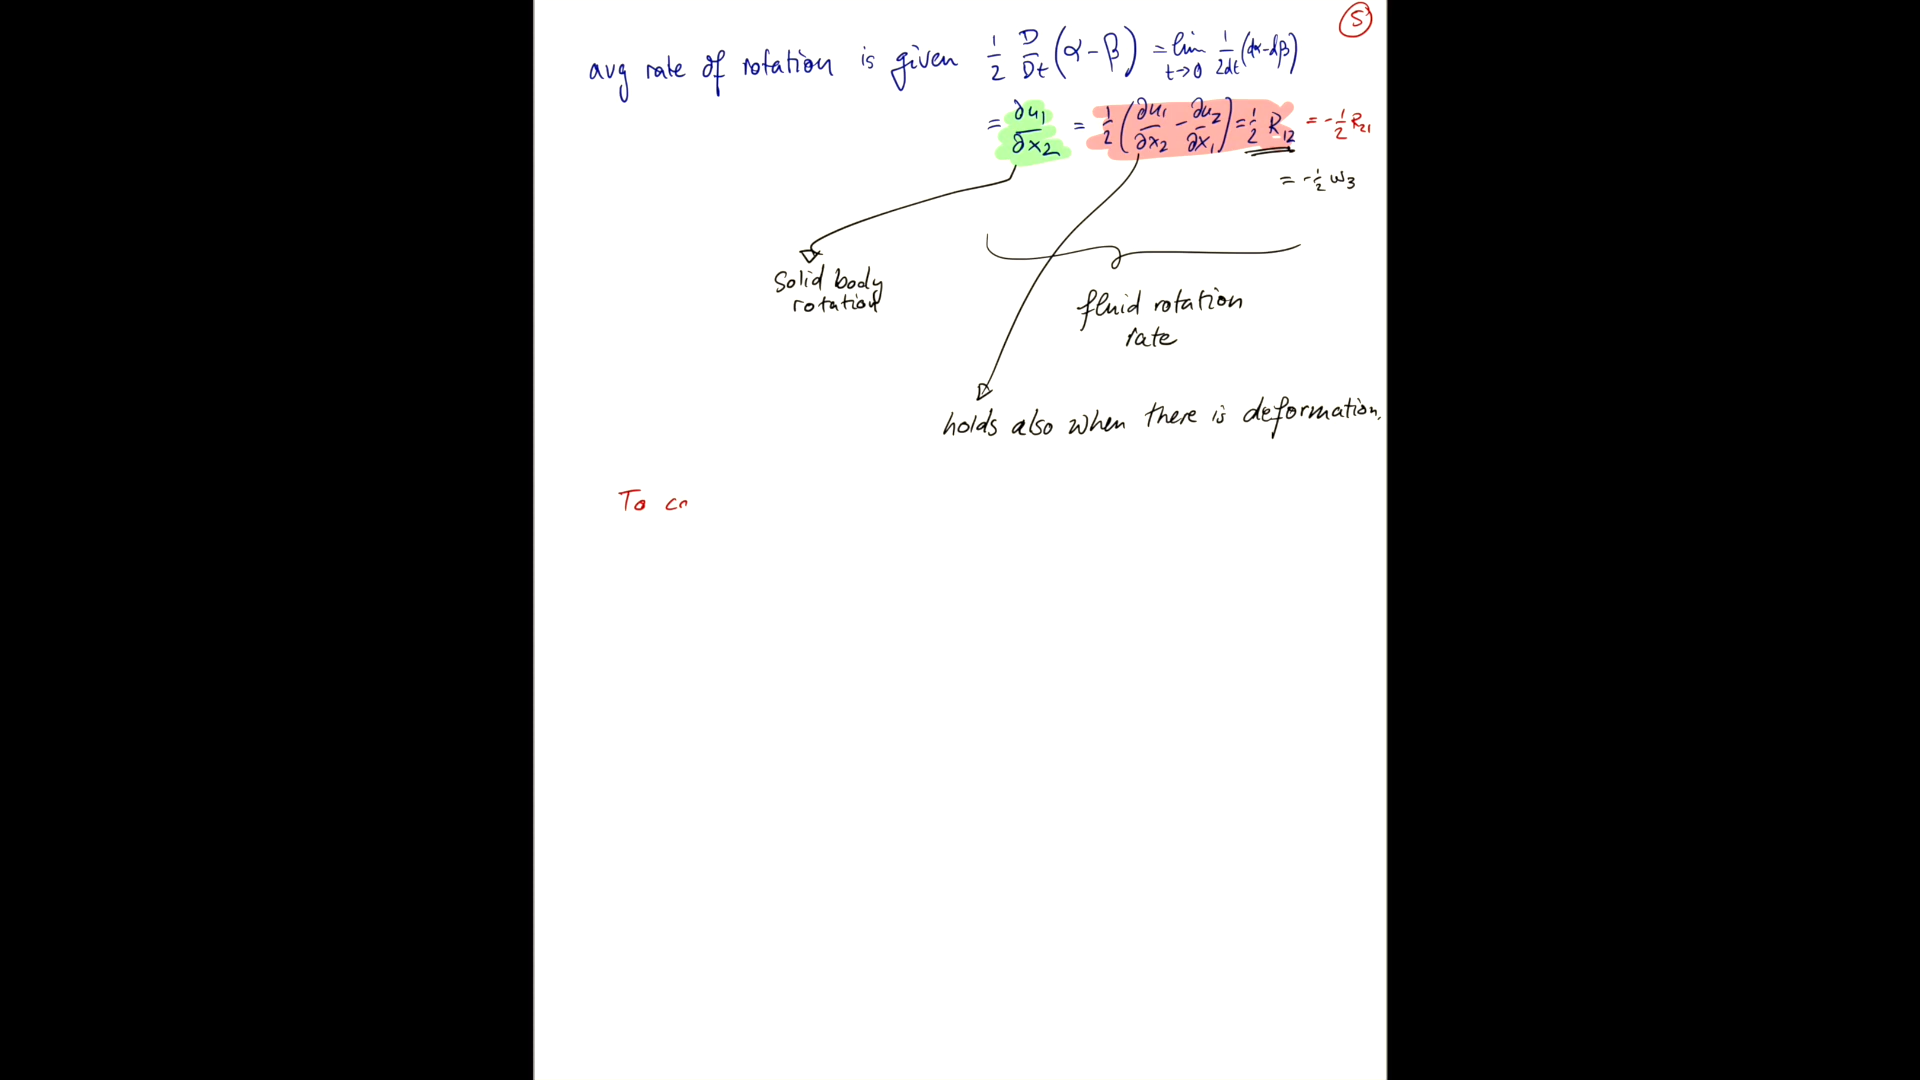 5
avg rate of rotation is given 1/2 D/Dt (α-β) = lim t→0 1/2dt (dα-dβ)
= ∂u1/∂x2 = 1/2 (∂u1/∂x2 - ∂u2/∂x1) = 1/2 R12 = -1/2 R21
= -1/2 ω3
Solid body
rotation
fluid rotation
rate
holds also when there is deformation.
To co